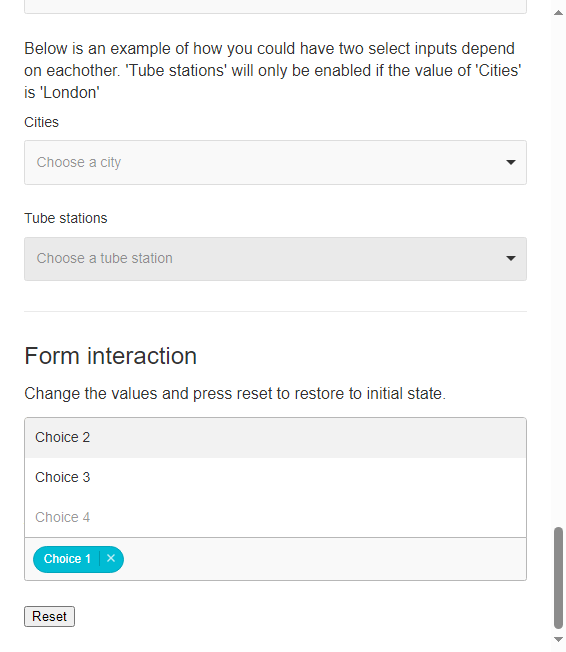 Below is an example of how you could have two select inputs depend
on eachother. 'Tube stations' will only be enabled if the value of 'Cities'
is 'London'
Cities
Choose a city
Tube stations
Choose a tube station
Form interaction
Change the values and press reset to restore to initial state.
Choice 2
Choice 3
Choice 4
Choice 1
Reset